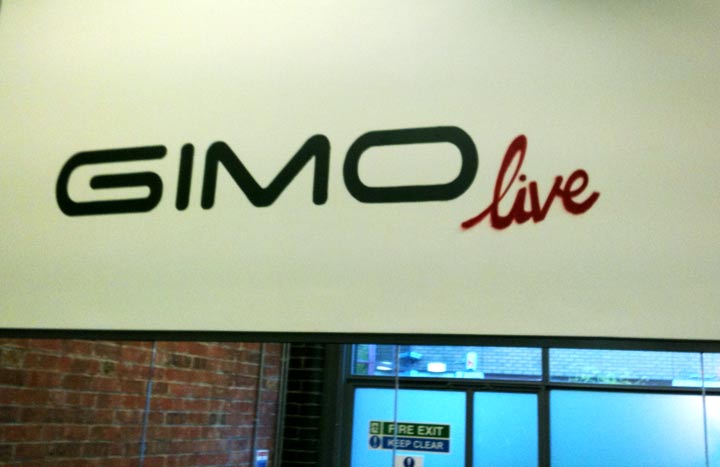 GIMO live
FIRE EXIT
KEEP CLEAR